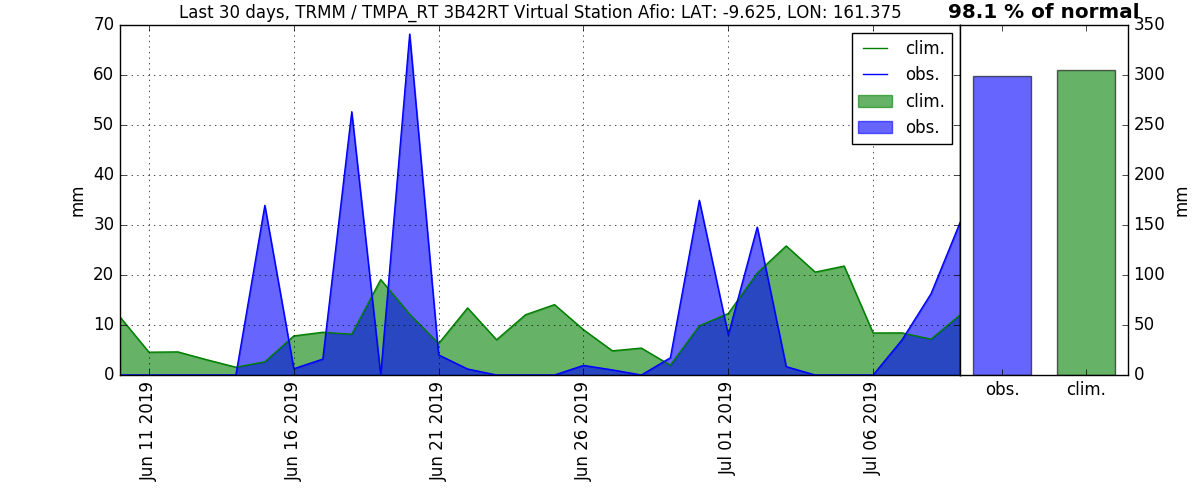 Last 30 days, TRMM / TMPA_RT 3B42RT Virtual Station Afio: LAT: -9.625, LON: 161.375
98.1 % of normal
70
60
50
40
30
20
10
0
mm
clim.
obs.
clim.
obs.
350
300
250
200
150
100
50
0
mm
obs.
clim.
Jun 11 2019
Jun 16 2019
Jun 21 2019
Jun 26 2019
Jul 01 2019
Jul 06 2019